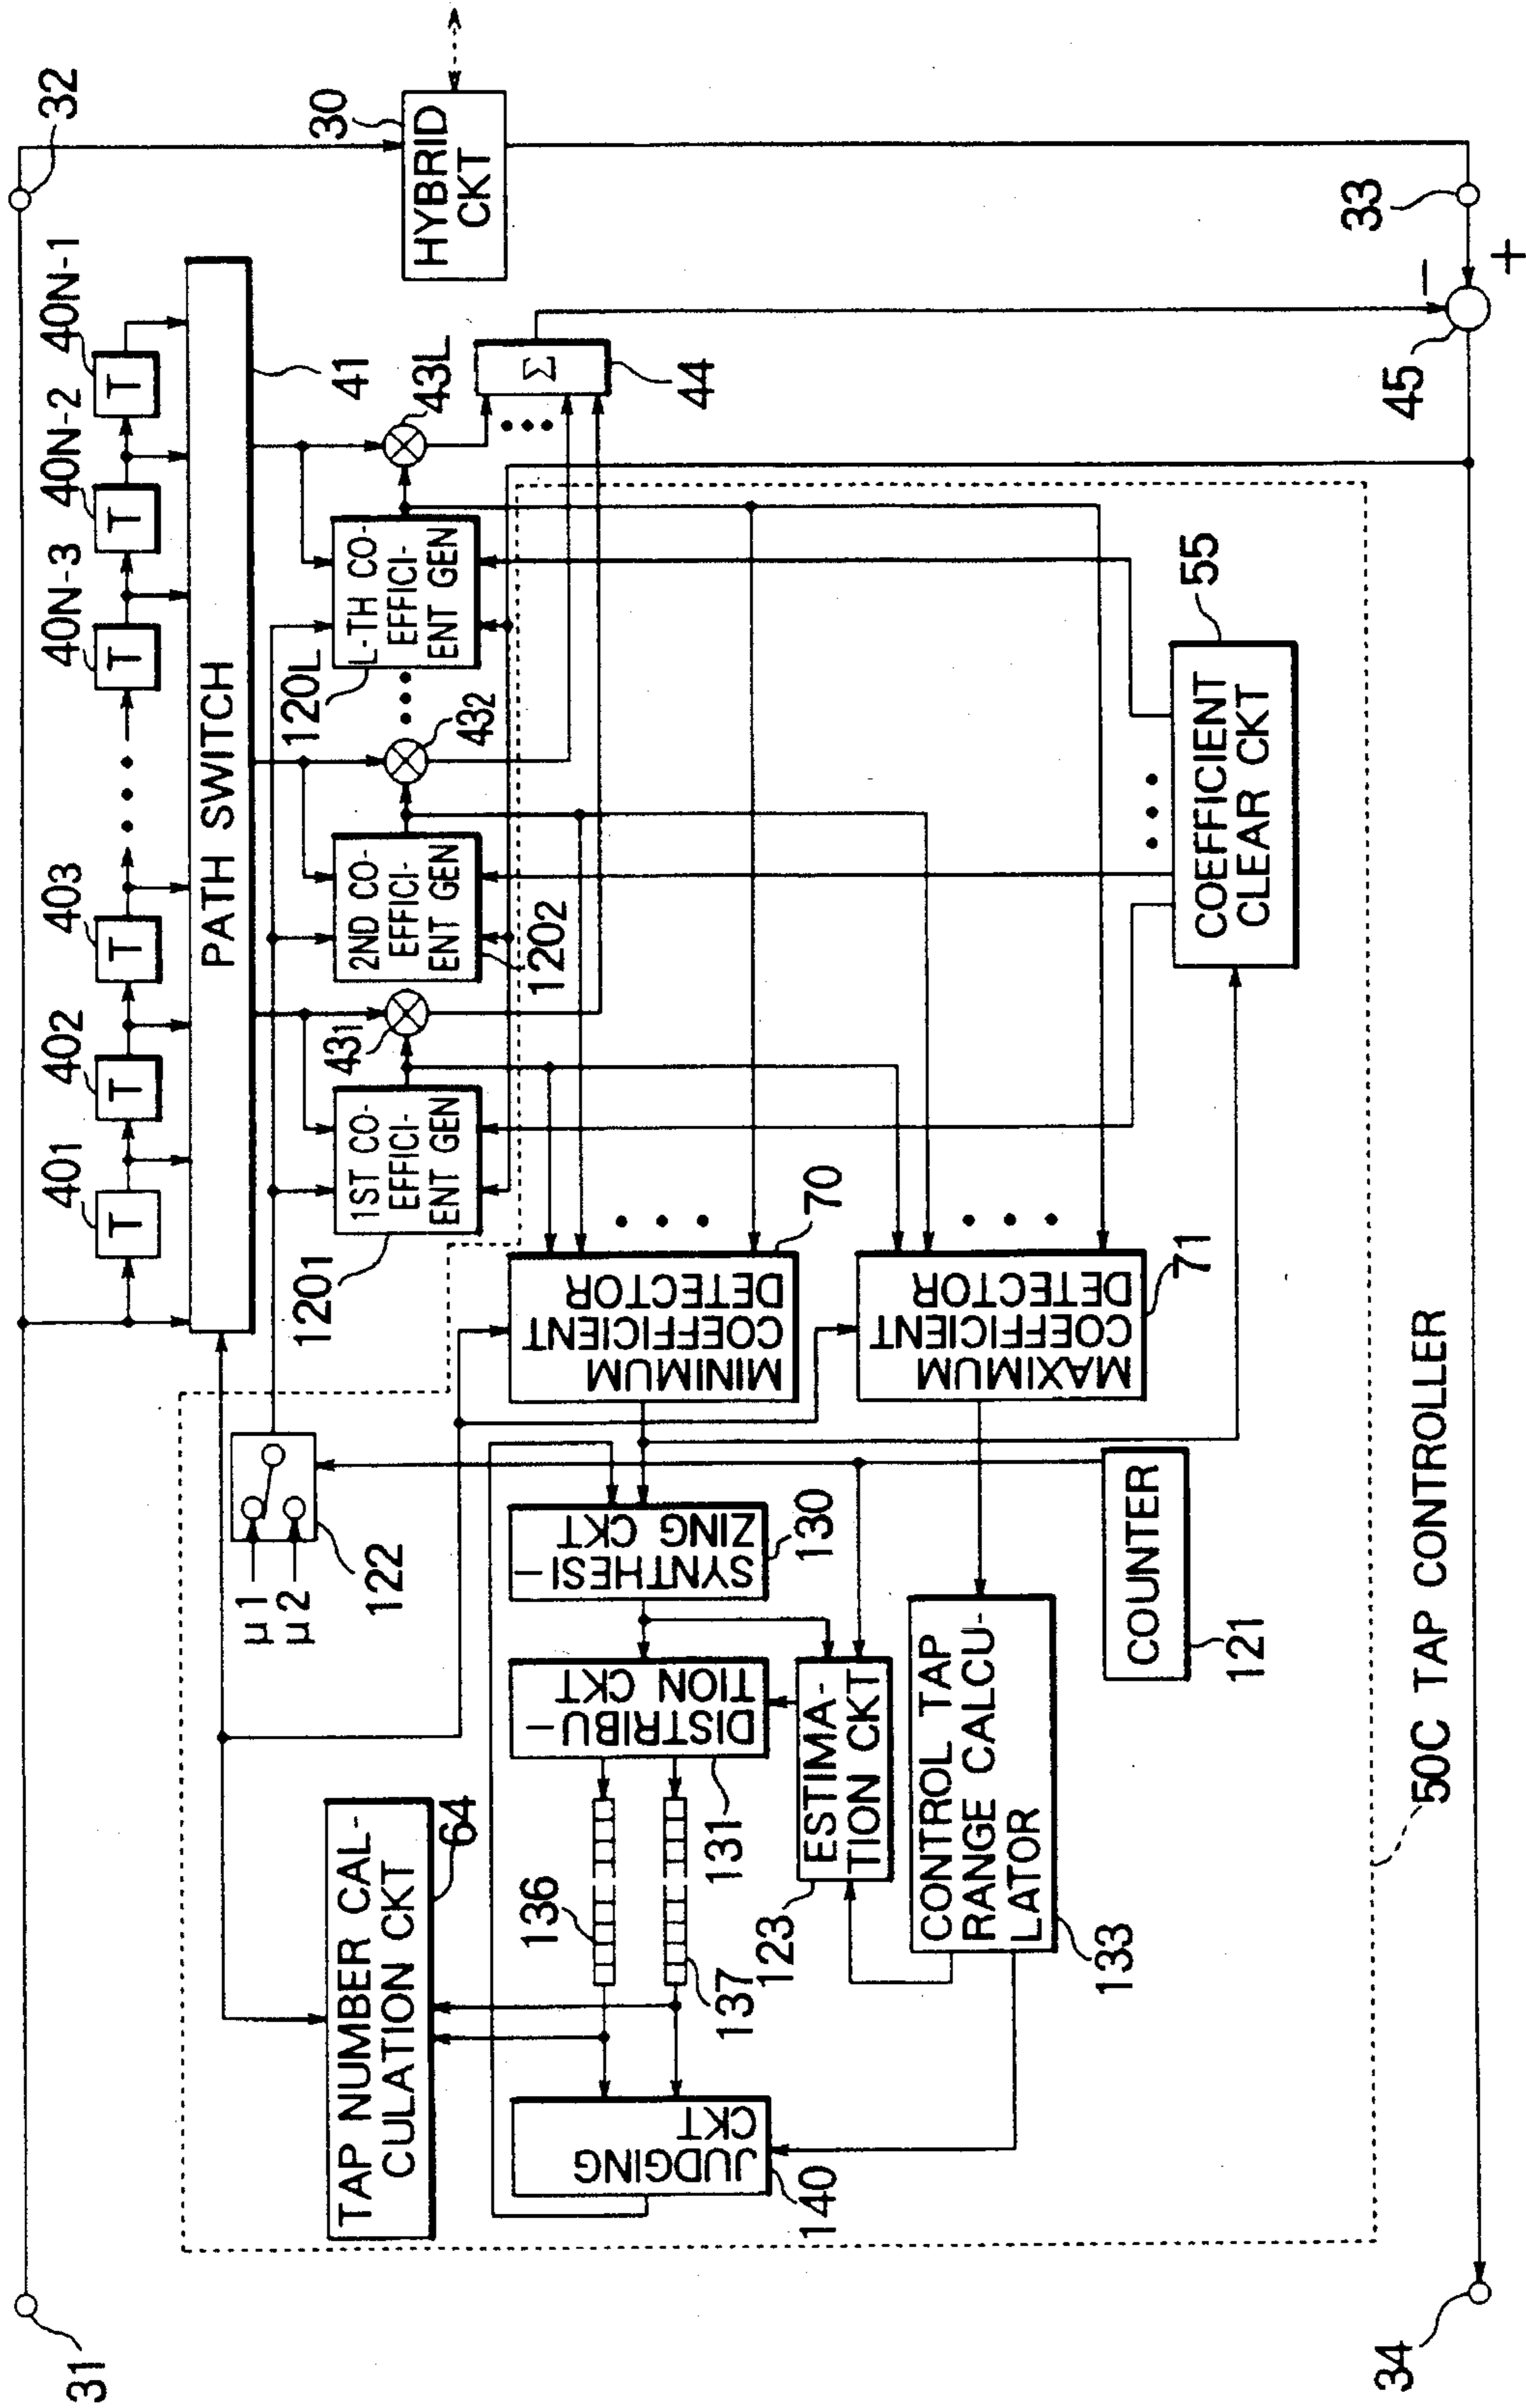 31
32
40₁
40₂
40₃
40N-3
40N-2
40N-1
T
T
T
T
T
T
PATH SWITCH
41
HYBRID
CKT
30
33
+
−
45
Σ
44
43L
43₂
43₁
1ST CO-
EFFICI-
ENT GEN
120₁
2ND CO-
EFFICI-
ENT GEN
120₂
L-TH CO-
EFFICI-
ENT GEN
120L
μ1
μ2
122
TAP NUMBER CAL-
CULATION CKT
64
MINIMUM
COEFFICIENT
DETECTOR
70
MAXIMUM
COEFFICIENT
DETECTOR
71
COEFFICIENT
CLEAR CKT
55
SYNTHESI-
ZING CKT
130
DISTRIBU-
TION CKT
131
136
137
JUDGING
CKT
140
ESTIMA-
TION CKT
123
CONTROL TAP
RANGE CALCU-
LATOR
133
COUNTER
121
50C TAP CONTROLLER
34